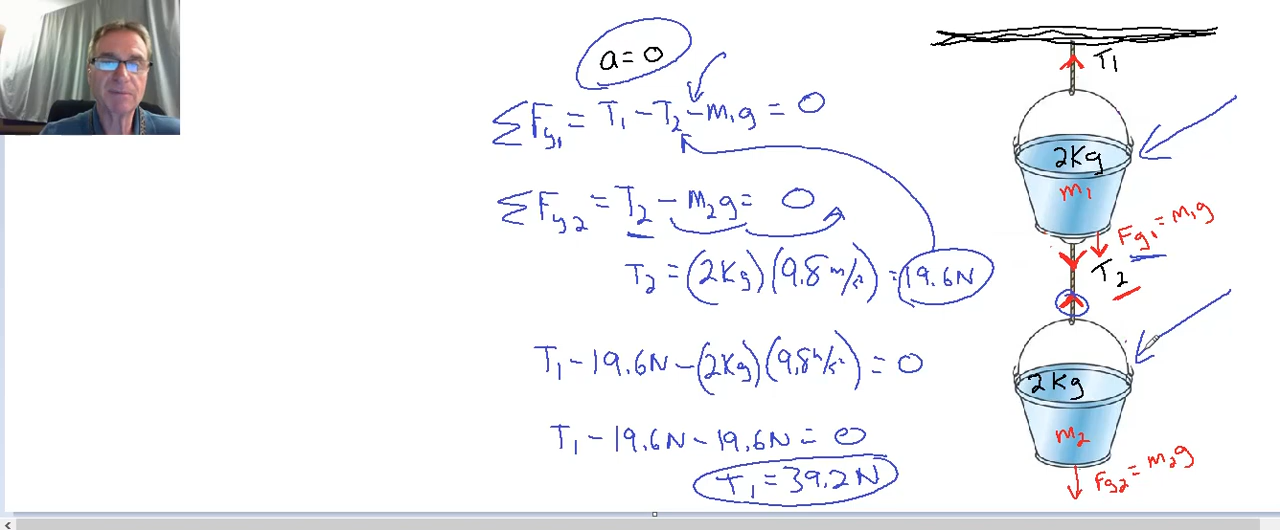 a = 0
ΣFy₁ = T₁ − T₂ − m₁g = 0
ΣFy₂ = T₂ − m₂g = 0
T₂ = (2Kg)(9.8 m/s²) = 19.6N
T₁ − 19.6N − (2Kg)(9.8 m/s²) = 0
T₁ − 19.6N − 19.6N = 0
T₁ = 39.2N
T₁
2Kg
m₁
Fg₁ = m₁g
T₂
2Kg
m₂
Fg₂ = m₂g